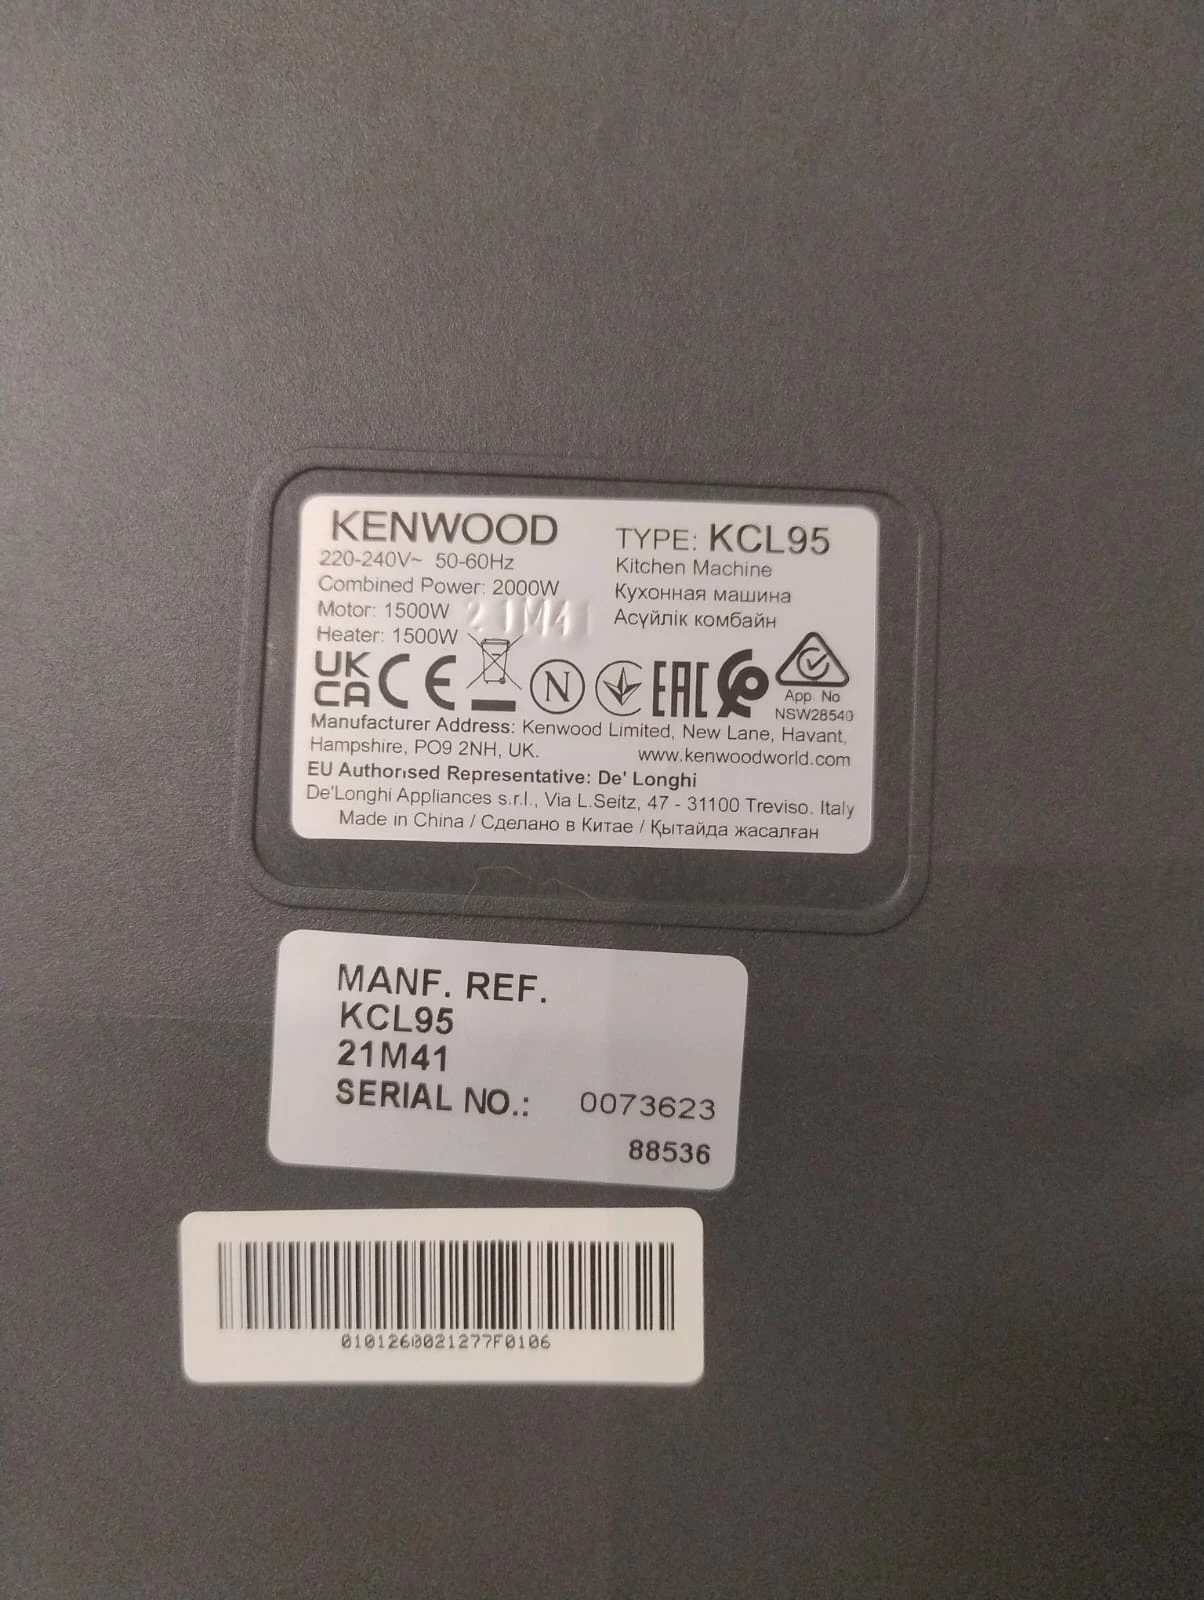 KENWOOD
220-240V~ 50-60Hz
Combined Power: 2000W
Motor: 1500W
21M41
Heater: 1500W
TYPE: KCL95
Kitchen Machine
Кухонная машина
Асүйлік комбайн
UK
CA CE N EAC
App. No
NSW28540
Manufacturer Address: Kenwood Limited, New Lane, Havant,
Hampshire, PO9 2NH, UK. www.kenwoodworld.com
EU Authorised Representative: De' Longhi
De'Longhi Appliances s.r.l., Via L.Seitz, 47 - 31100 Treviso. Italy
Made in China / Сделано в Китае / Қытайда жасалған
MANF. REF.
KCL95
21M41
SERIAL NO.: 0073623
88536
0101260021277F0106